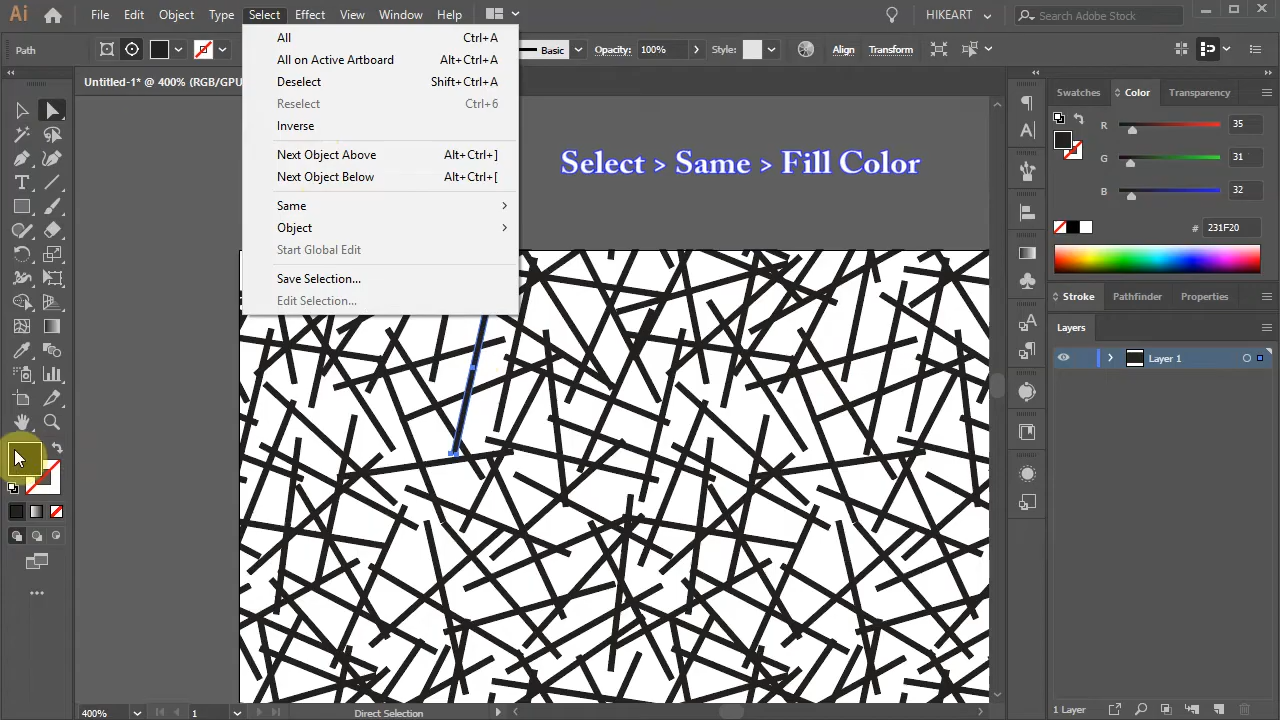 Ai
File Edit Object Type Select Effect View Window Help
HIKEART
Search Adobe Stock
Path
Basic
Opacity: 100%
Style:
Align
Transform
Untitled-1* @ 400% (RGB/GPU
All Ctrl+A
All on Active Artboard Alt+Ctrl+A
Deselect Shift+Ctrl+A
Reselect Ctrl+6
Inverse
Next Object Above Alt+Ctrl+]
Next Object Below Alt+Ctrl+[
Same
Object
Start Global Edit
Save Selection...
Edit Selection...
Select > Same > Fill Color
Swatches Color Transparency
R 35
G 31
B 32
# 231F20
Stroke Pathfinder Properties
Layers
Layer 1
1 Layer
400% 1 Direct Selection